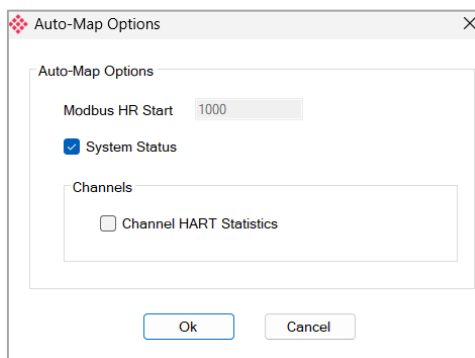 Auto-Map Options
Auto-Map Options
Modbus HR Start 1000
System Status
Channels
Channel HART Statistics
Ok Cancel